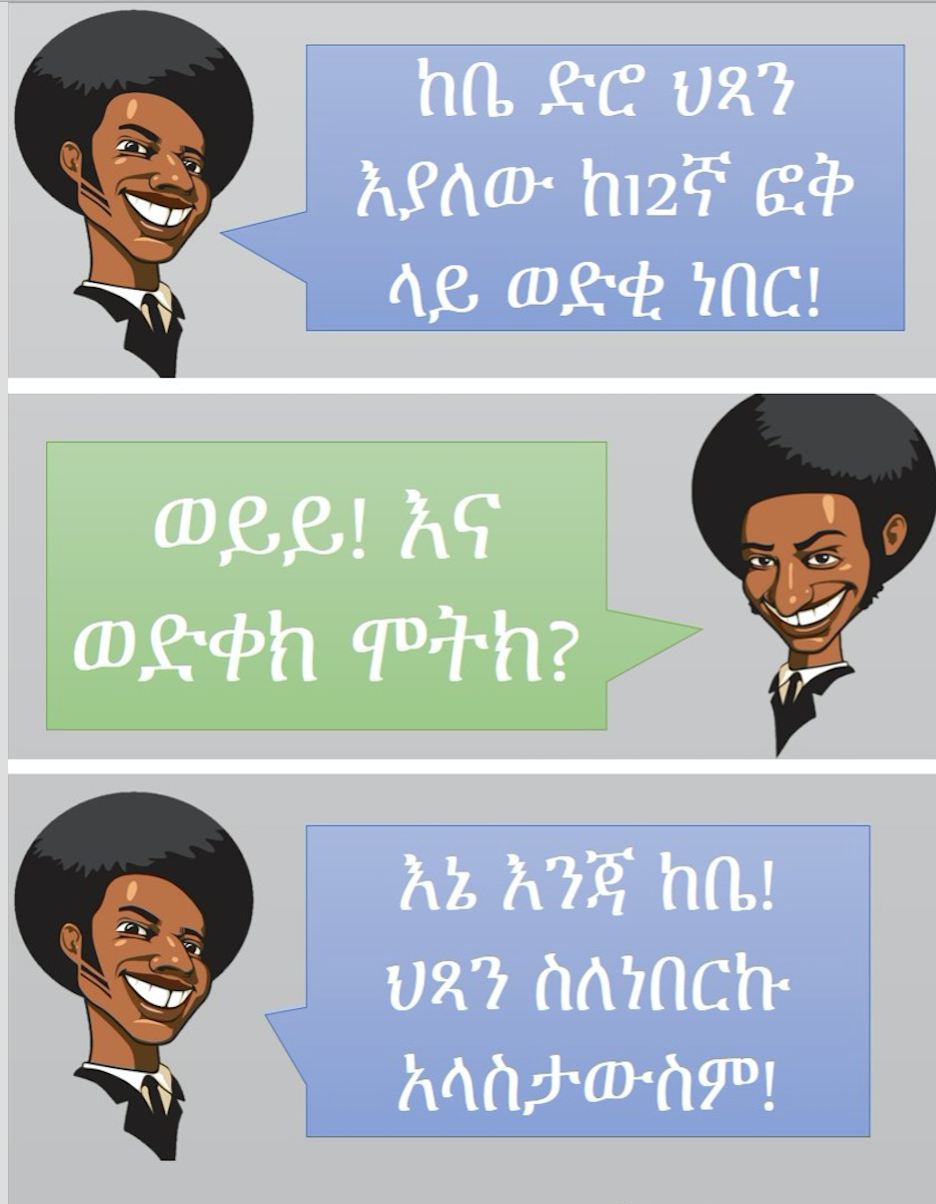 ከቤ ድሮ ህጻን
እያለው ከ12ኛ ፎቅ
ላይ ወድቂ ነበር!
ወይይ! እና
ወድቀክ ሞትክ?
እኔ እንጃ ከቤ!
ህጻን ስለነበርኩ
አላስታውስም!